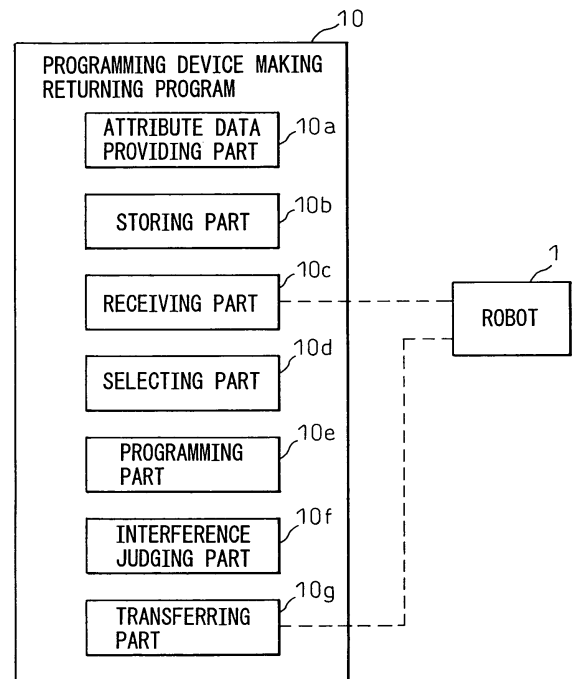 10
PROGRAMMING DEVICE MAKING
RETURNING PROGRAM
ATTRIBUTE DATA
PROVIDING PART
10a
STORING PART
10b
RECEIVING PART
10c
1
ROBOT
SELECTING PART
10d
PROGRAMMING
PART
10e
INTERFERENCE
JUDGING PART
10f
TRANSFERRING
PART
10g